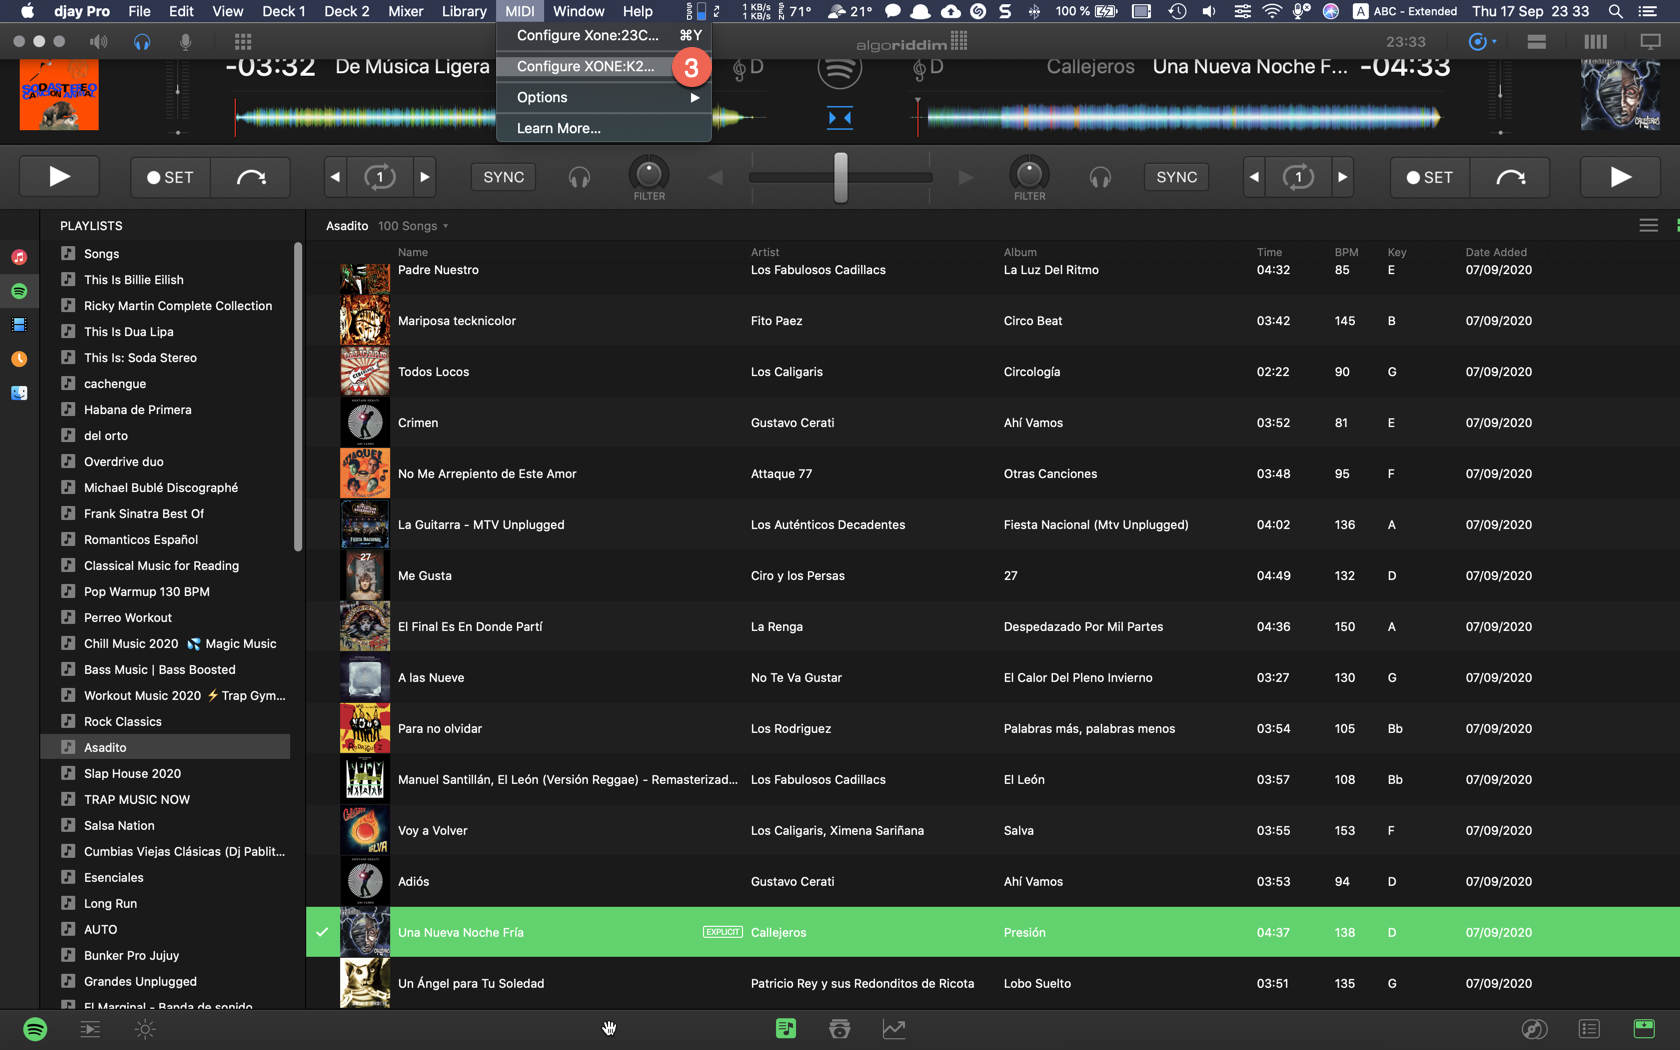 djay Pro File Edit View Deck 1 Deck 2 Mixer Library MIDI Window Help 1 KB/s 1 KB/s 71° 21° 100 % A ABC - Extended Thu 17 Sep 23 33
Configure Xone:23C... ⌘Y
Configure XONE:K2... 3
Options ▶
Learn More...
algoriddim
23:33
-03:32 De Música Ligera D
D Callejeros Una Nueva Noche F... -04:33
SET 1 SYNC FILTER
FILTER SYNC 1 SET
PLAYLISTS
Songs
This Is Billie Eilish
Ricky Martin Complete Collection
This Is Dua Lipa
This Is: Soda Stereo
cachengue
Habana de Primera
del orto
Overdrive duo
Michael Bublé Discographé
Frank Sinatra Best Of
Romanticos Español
Classical Music for Reading
Pop Warmup 130 BPM
Perreo Workout
Chill Music 2020 💦 Magic Music
Bass Music | Bass Boosted
Workout Music 2020 ⚡Trap Gym...
Rock Classics
Asadito
Slap House 2020
TRAP MUSIC NOW
Salsa Nation
Cumbias Viejas Clásicas (Dj Pablit...
Esenciales
Long Run
AUTO
Bunker Pro Jujuy
Grandes Unplugged
El Marginal - Banda de sonido
Asadito 100 Songs
Name Artist Album Time BPM Key Date Added
Padre Nuestro Los Fabulosos Cadillacs La Luz Del Ritmo 04:32 85 E 07/09/2020
Mariposa tecknicolor Fito Paez Circo Beat 03:42 145 B 07/09/2020
Todos Locos Los Caligaris Circología 02:22 90 G 07/09/2020
Crimen Gustavo Cerati Ahí Vamos 03:52 81 E 07/09/2020
No Me Arrepiento de Este Amor Attaque 77 Otras Canciones 03:48 95 F 07/09/2020
La Guitarra - MTV Unplugged Los Auténticos Decadentes Fiesta Nacional (Mtv Unplugged) 04:02 136 A 07/09/2020
Me Gusta Ciro y los Persas 27 04:49 132 D 07/09/2020
El Final Es En Donde Partí La Renga Despedazado Por Mil Partes 04:36 150 A 07/09/2020
A las Nueve No Te Va Gustar El Calor Del Pleno Invierno 03:27 130 G 07/09/2020
Para no olvidar Los Rodriguez Palabras más, palabras menos 03:54 105 Bb 07/09/2020
Manuel Santillán, El León (Versión Reggae) - Remasterizad... Los Fabulosos Cadillacs El León 03:57 108 Bb 07/09/2020
Voy a Volver Los Caligaris, Ximena Sariñana Salva 03:55 153 F 07/09/2020
Adiós Gustavo Cerati Ahí Vamos 03:53 94 D 07/09/2020
Una Nueva Noche Fría EXPLICIT Callejeros Presión 04:37 138 D 07/09/2020
Un Ángel para Tu Soledad Patricio Rey y sus Redonditos de Ricota Lobo Suelto 03:51 135 G 07/09/2020